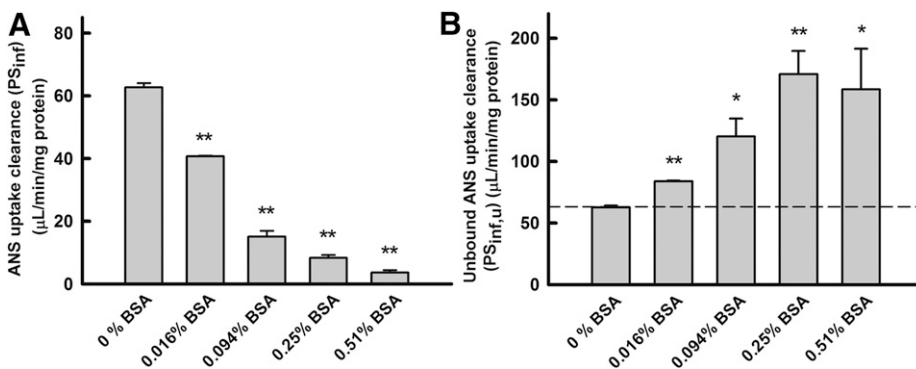 A
ANS uptake clearance (PSinf)
(μL/min/mg protein)
80
60
40
20
0
**
**
**
**
0 % BSA
0.016% BSA
0.094% BSA
0.25% BSA
0.51% BSA
B
Unbound ANS uptake clearance
(PSinf,u) (μL/min/mg protein)
200
150
100
50
0
**
*
**
*
0 % BSA
0.016% BSA
0.094% BSA
0.25% BSA
0.51% BSA